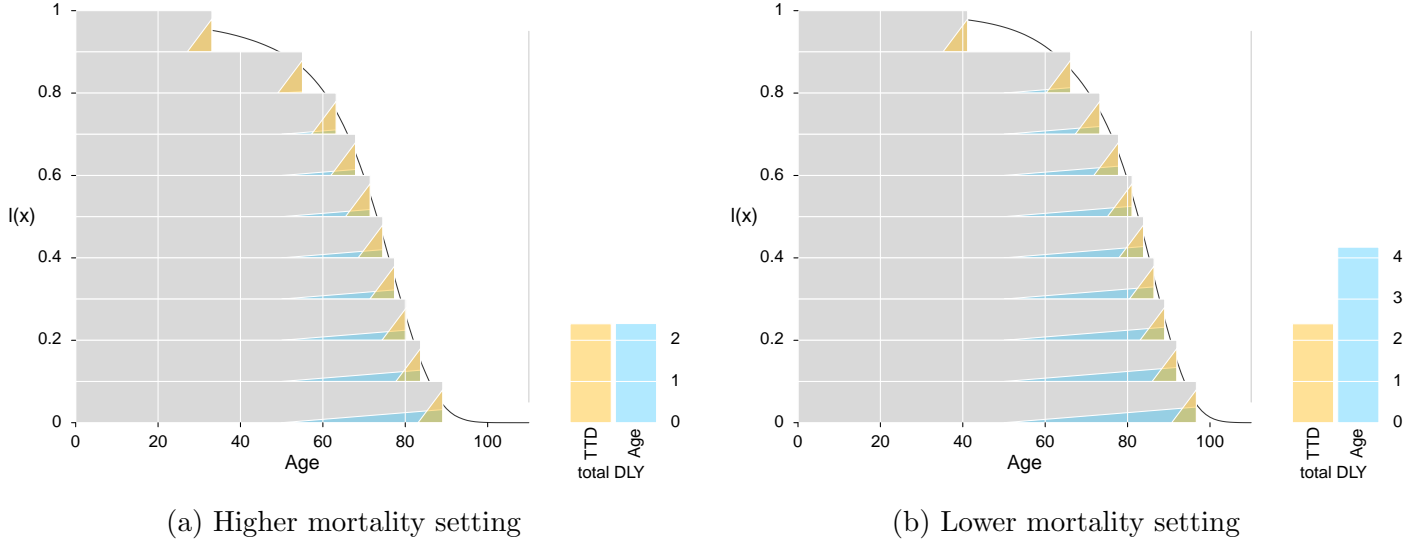 1
0.8
0.6
l(x)
0.4
0.2
0
0 20 40 60 80 100
Age
2
1
0
TTD
Age
total DLY
(a) Higher mortality setting
1
0.8
0.6
l(x)
0.4
0.2
0
0 20 40 60 80 100
Age
4
3
2
1
0
TTD
Age
total DLY
(b) Lower mortality setting